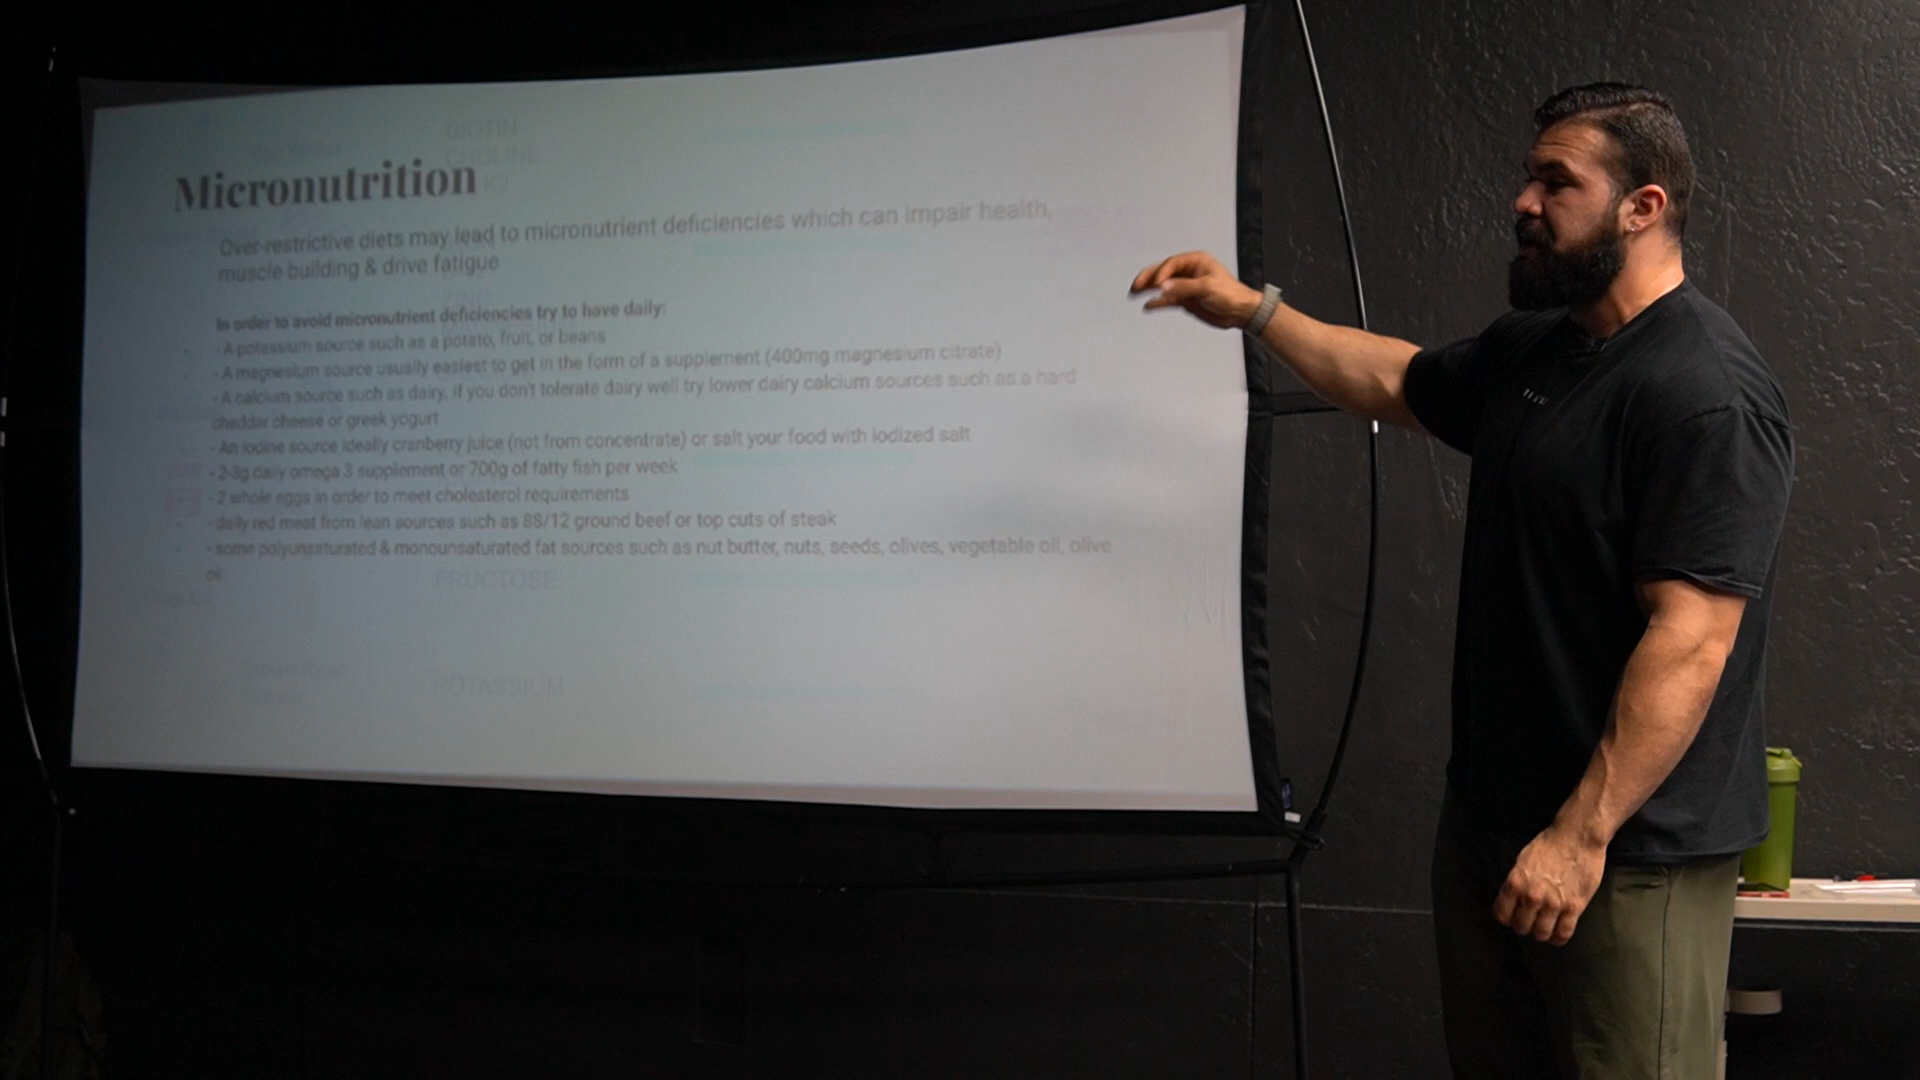 BIOTIN
CHOLINE
K2
Micronutrition
Over-restrictive diets may lead to micronutrient deficiencies which can impair health,
muscle building & drive fatigue
ZINC
In order to avoid micronutrient deficiencies try to have daily:
- A potassium source such as a potato, fruit, or beans
- A magnesium source usually easiest to get in the form of a supplement (400mg magnesium citrate)
- A calcium source such as dairy. If you don't tolerate dairy well try lower dairy calcium sources such as a hard
cheddar cheese or greek yogurt
- An iodine source ideally cranberry juice (not from concentrate) or salt your food with iodized salt
- 2-3g daily omega 3 supplement or 700g of fatty fish per week
- 2 whole eggs in order to meet cholesterol requirements
- daily red meat from lean sources such as 88/12 ground beef or top cuts of steak
- some polyunsaturated & monounsaturated fat sources such as nut butter, nuts, seeds, olives, vegetable oil, olive
oil
FRUCTOSE
POTASSIUM